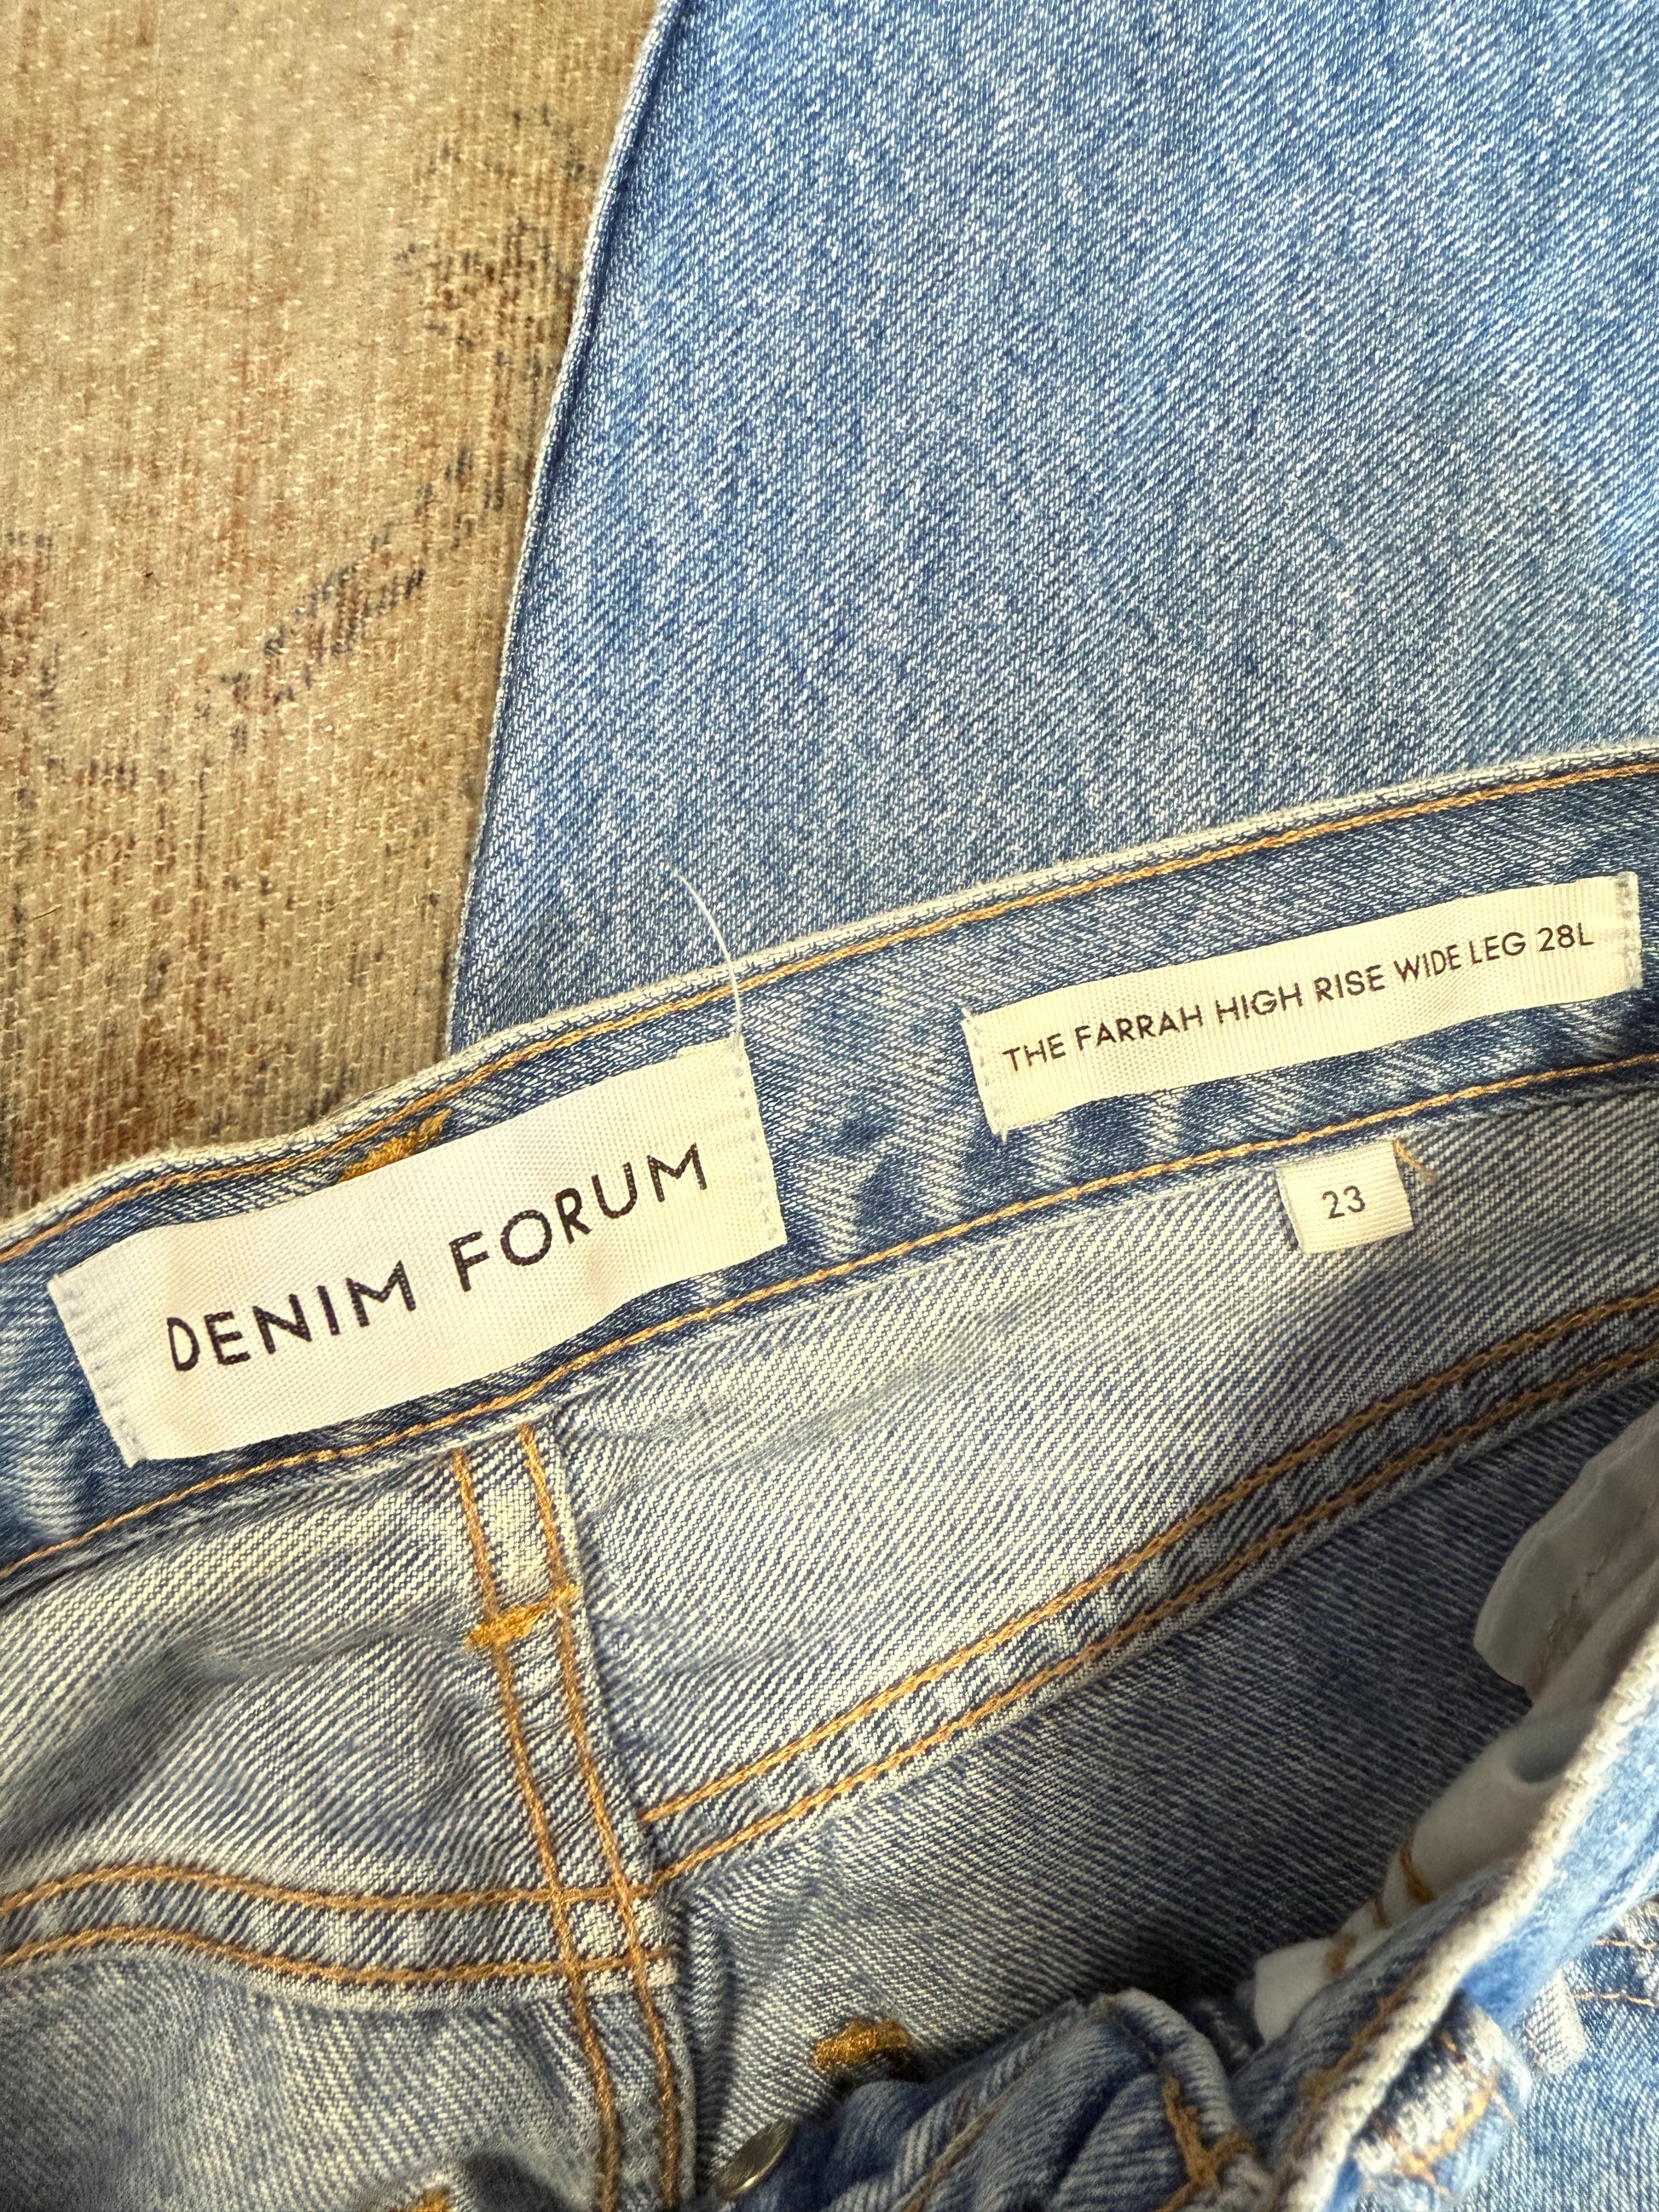 DENIM FORUM
THE FARRAH HIGH RISE WIDE LEG 28L
23